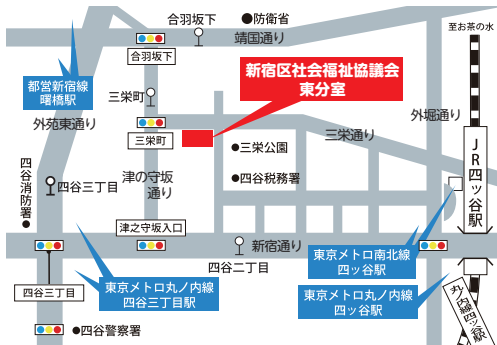 合羽坂下
●防衛省
至お茶の水
靖国通り
合羽坂下
新宿区社会福祉協議会
東分室
都営新宿線
曙橋駅
三栄町
外堀通り
外苑東通り
三栄町
三栄通り
●三栄公園
JR四ッ谷駅
四谷消防署●
四谷三丁目
津の守坂
通り
●四谷税務署
津之守坂入口
新宿通り
東京メトロ南北線
四ッ谷駅
四谷二丁目
四谷三丁目
東京メトロ丸ノ内線
四谷三丁目駅
東京メトロ丸ノ内線
四ッ谷駅
丸ノ内線四ッ谷駅
●四谷警察署